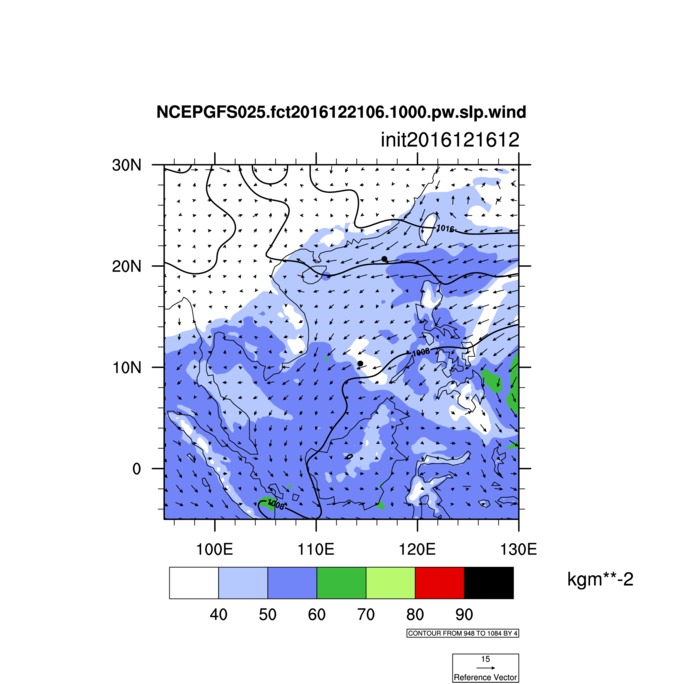 NCEPGFS025.fct2016122106.1000.pw.slp.wind
init2016121612
30N
1016
20N
10N
1008
0
0
1008
100E 110E 120E 130E
kgm**-2
40 50 60 70 80 90
CONTOUR FROM 948 TO 1084 BY 4
15
Reference Vector